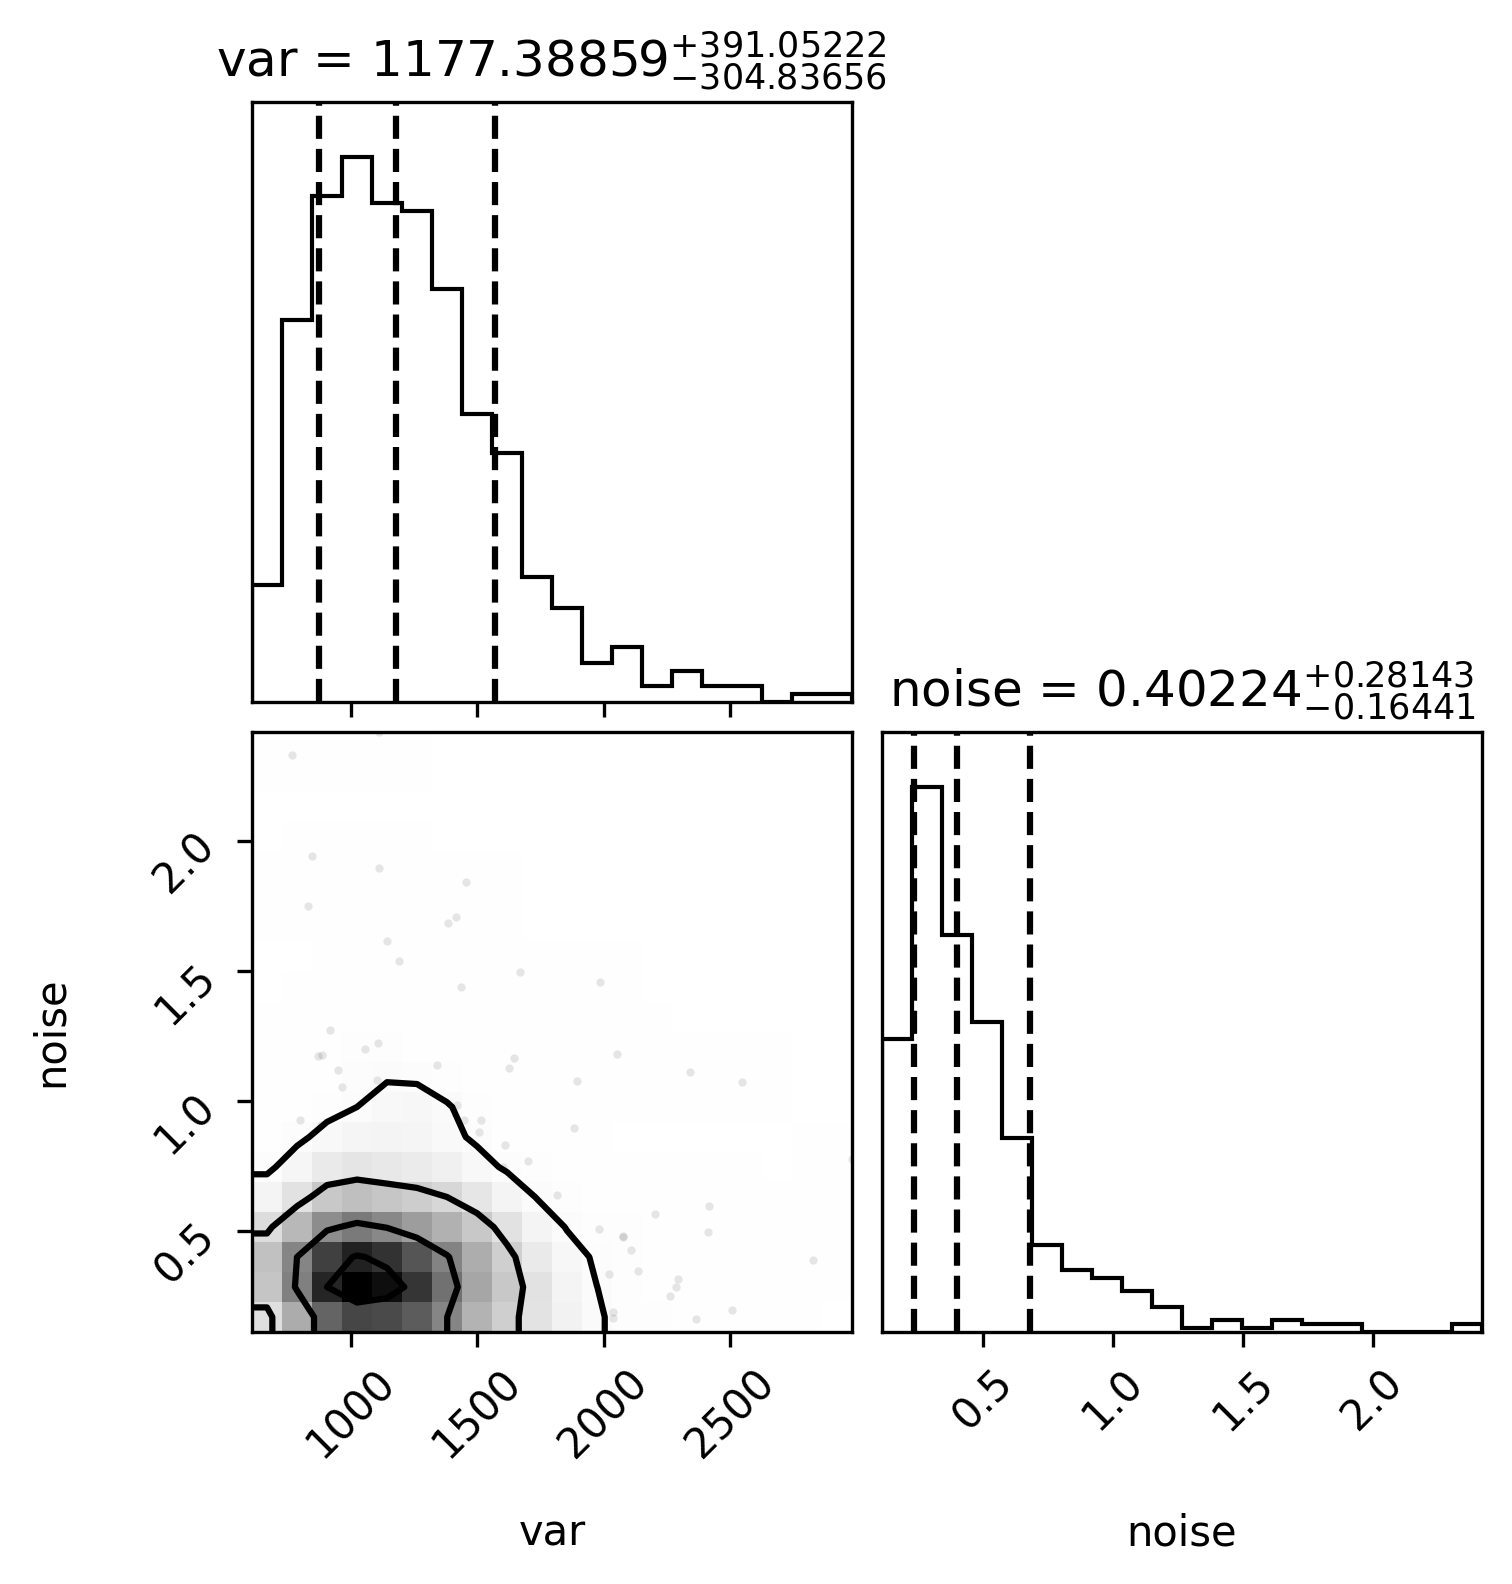 var = 1177.38859+391.05222−304.83656
noise = 0.40224+0.28143−0.16441
noise
2.0
1.5
1.0
0.5
1000 1500 2000 2500
var
0.5 1.0 1.5 2.0
noise